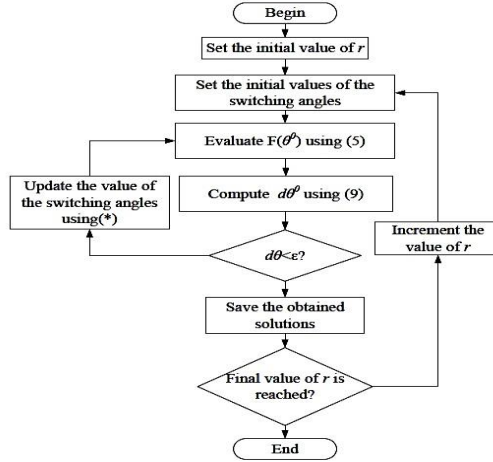 Begin
Set the initial value of r
Set the initial values of the
switching angles
Evaluate F(θ⁰) using (5)
Update the value of
the switching angles
using(*)
Compute dθ⁰ using (9)
Increment the
value of r
dθ<ε?
Save the obtained
solutions
Final value of r is
reached?
End